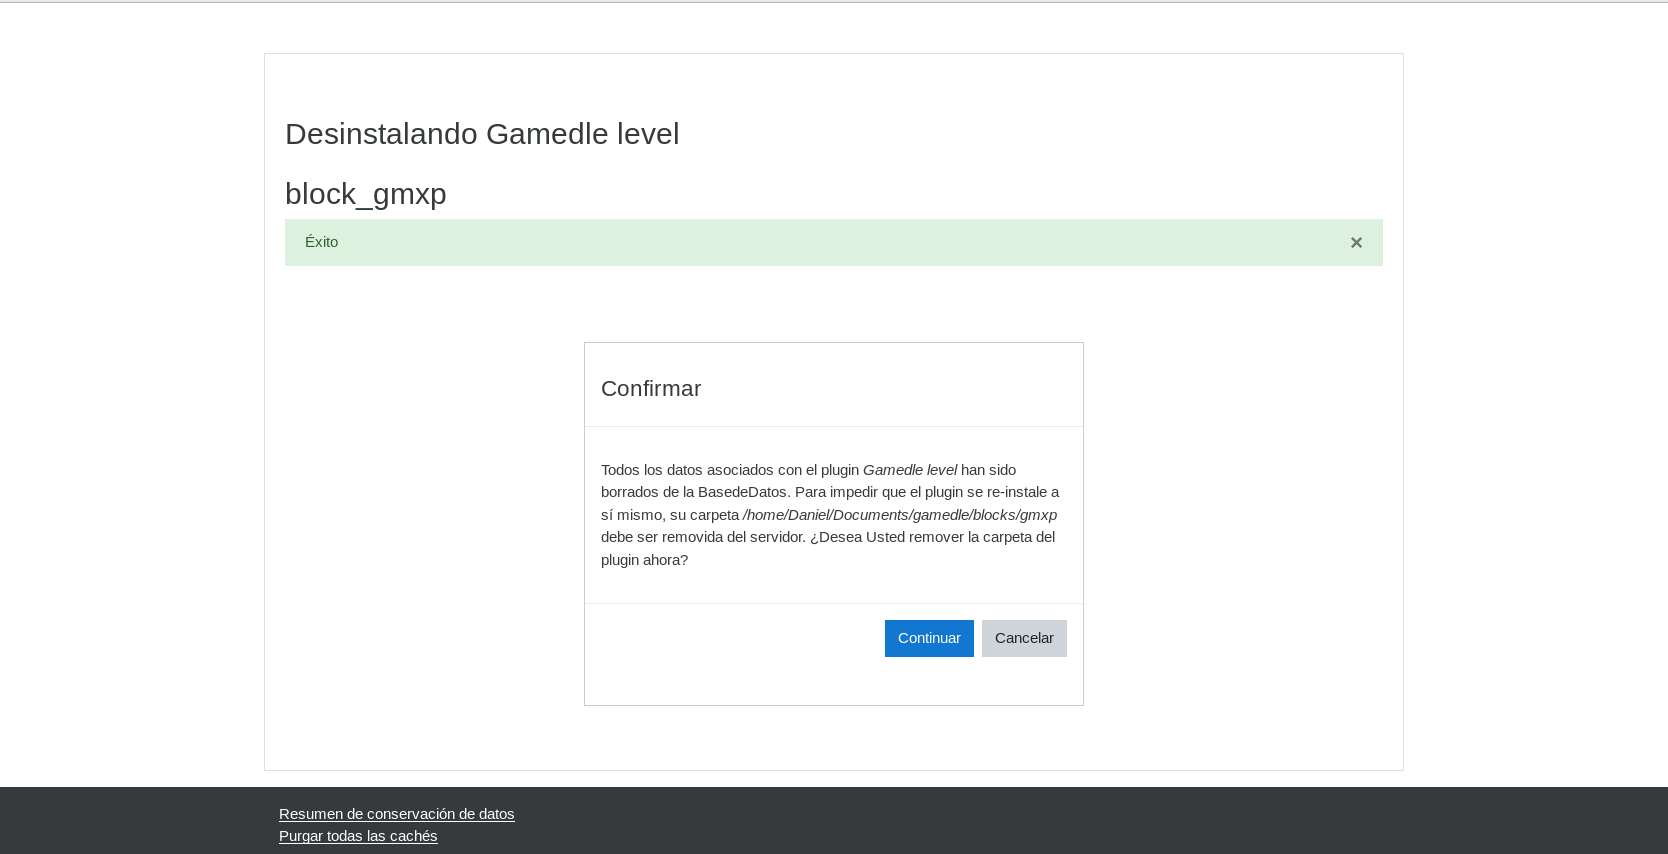 Desinstalando Gamedle level
block_gmxp
Éxito
×
Confirmar
Todos los datos asociados con el plugin Gamedle level han sido
borrados de la BasedeDatos. Para impedir que el plugin se re-instale a
sí mismo, su carpeta /home/Daniel/Documents/gamedle/blocks/gmxp
debe ser removida del servidor. ¿Desea Usted remover la carpeta del
plugin ahora?
Continuar Cancelar
Resumen de conservación de datos
Purgar todas las cachés